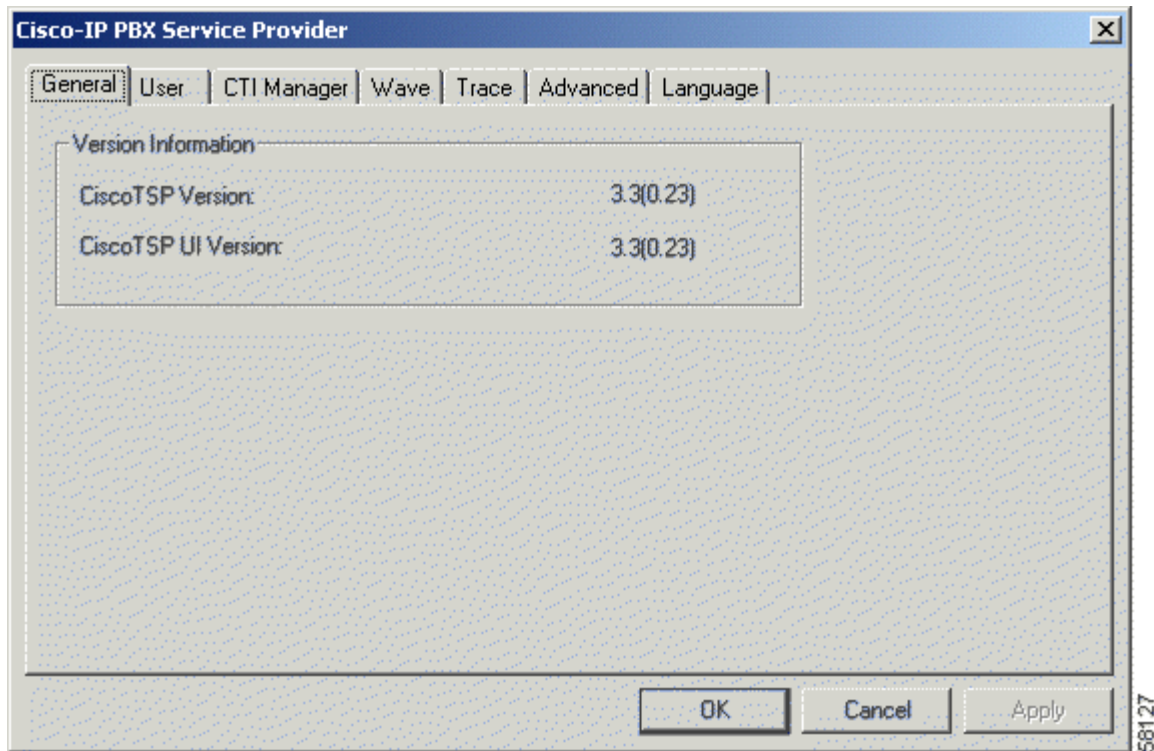 Cisco-IP PBX Service Provider
General User CTI Manager Wave Trace Advanced Language
Version Information
CiscoTSP Version: 3.3(0.23)
CiscoTSP UI Version: 3.3(0.23)
OK Cancel Apply
58127